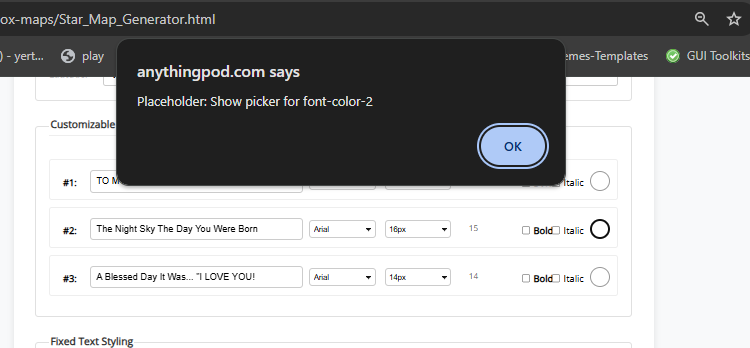 ox-maps/Star_Map_Generator.html
) - yert...
play
emes-Templates
GUI Toolkits
anythingpod.com says
Placeholder: Show picker for font-color-2
OK
Customizable
#1:
TO M
Italic
#2:
The Night Sky The Day You Were Born
Arial
16px
15
Bold
Italic
#3:
A Blessed Day It Was... "I LOVE YOU!
Arial
14px
14
Bold
Italic
Fixed Text Styling